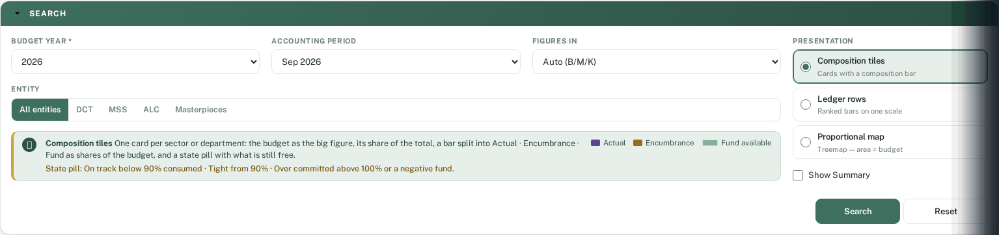 SEARCH
BUDGET YEAR *
ACCOUNTING PERIOD
FIGURES IN
PRESENTATION
2026
Sep 2026
Auto (B/M/K)
Composition tiles
Cards with a composition bar
ENTITY
All entities DCT MSS ALC Masterpieces
Ledger rows
Ranked bars on one scale
Composition tiles One card per sector or department: the budget as the big figure, its share of the total, a bar split into Actual · Encumbrance ·
Fund as shares of the budget, and a state pill with what is still free.
State pill: On track below 90% consumed · Tight from 90% · Over committed above 100% or a negative fund.
Actual Encumbrance Fund available
Proportional map
Treemap — area = budget
Show Summary
Search Reset